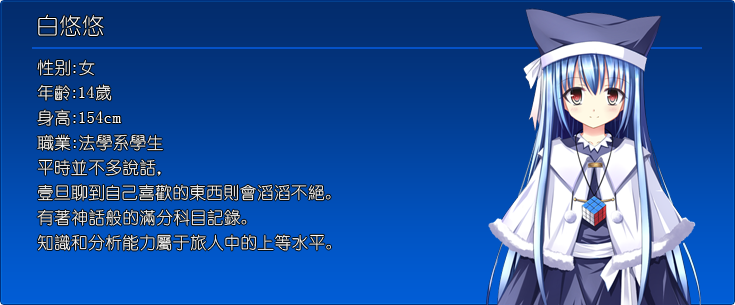 白悠悠
性别:女
年齡:14歲
身高:154cm
職業:法學系學生
平時並不多說話,
壹旦聊到自己喜歡的東西則會滔滔不絕。
有著神話般的滿分科目記錄。
知識和分析能力屬于旅人中的上等水平。